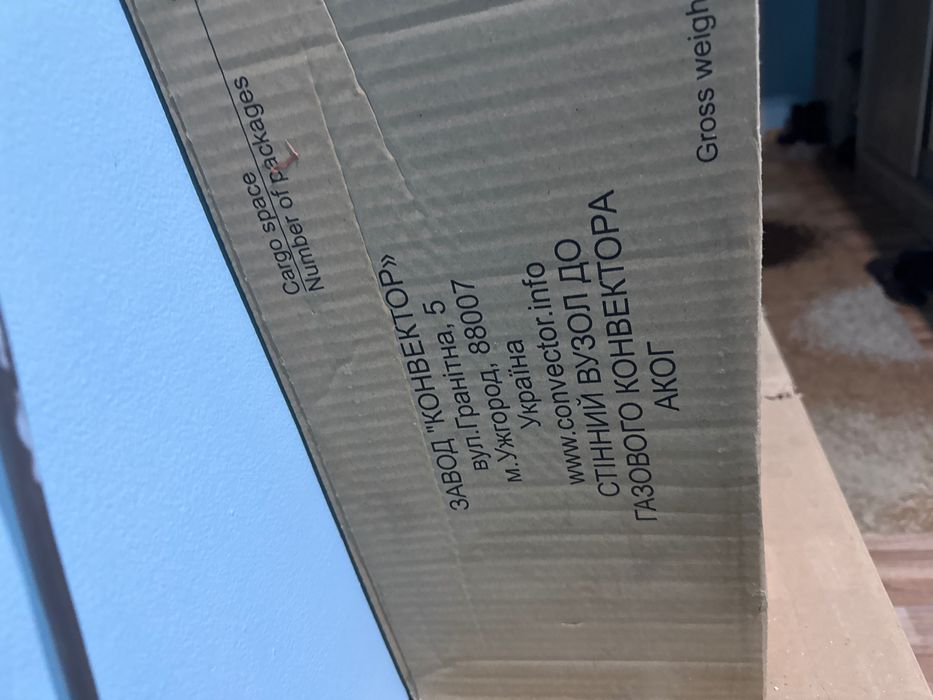 Cargo space
Number of packages
ЗАВОД "КОНВЕКТОР»
вул.Гранітна, 5
м.Ужгород, 88007
Україна
www.convector.info
СТІННИЙ ВУЗОЛ ДО
ГАЗОВОГО КОНВЕКТОРА
АКОГ
Gross weigh